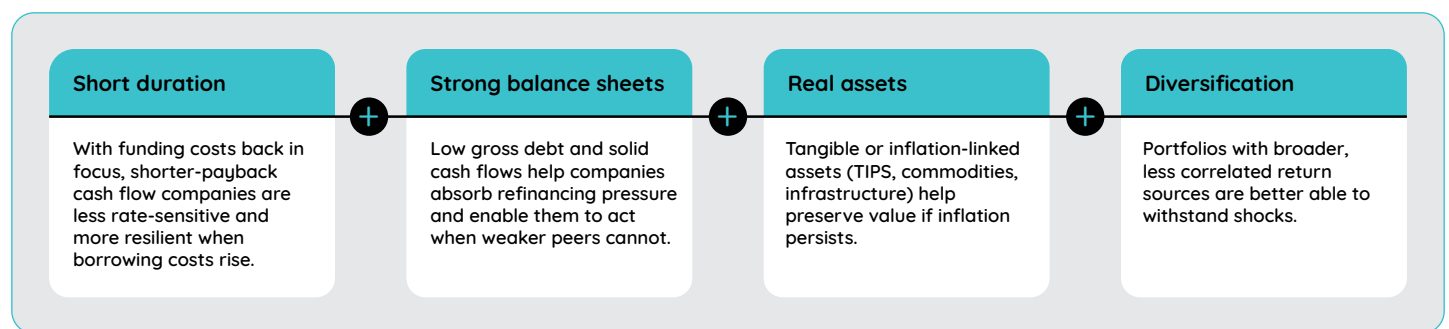 Short duration
With funding costs back in
focus, shorter-payback
cash flow companies are
less rate-sensitive and
more resilient when
borrowing costs rise.
+
Strong balance sheets
Low gross debt and solid
cash flows help companies
absorb refinancing pressure
and enable them to act
when weaker peers cannot.
+
Real assets
Tangible or inflation-linked
assets (TIPS, commodities,
infrastructure) help
preserve value if inflation
persists.
+
Diversification
Portfolios with broader,
less correlated return
sources are better able to
withstand shocks.